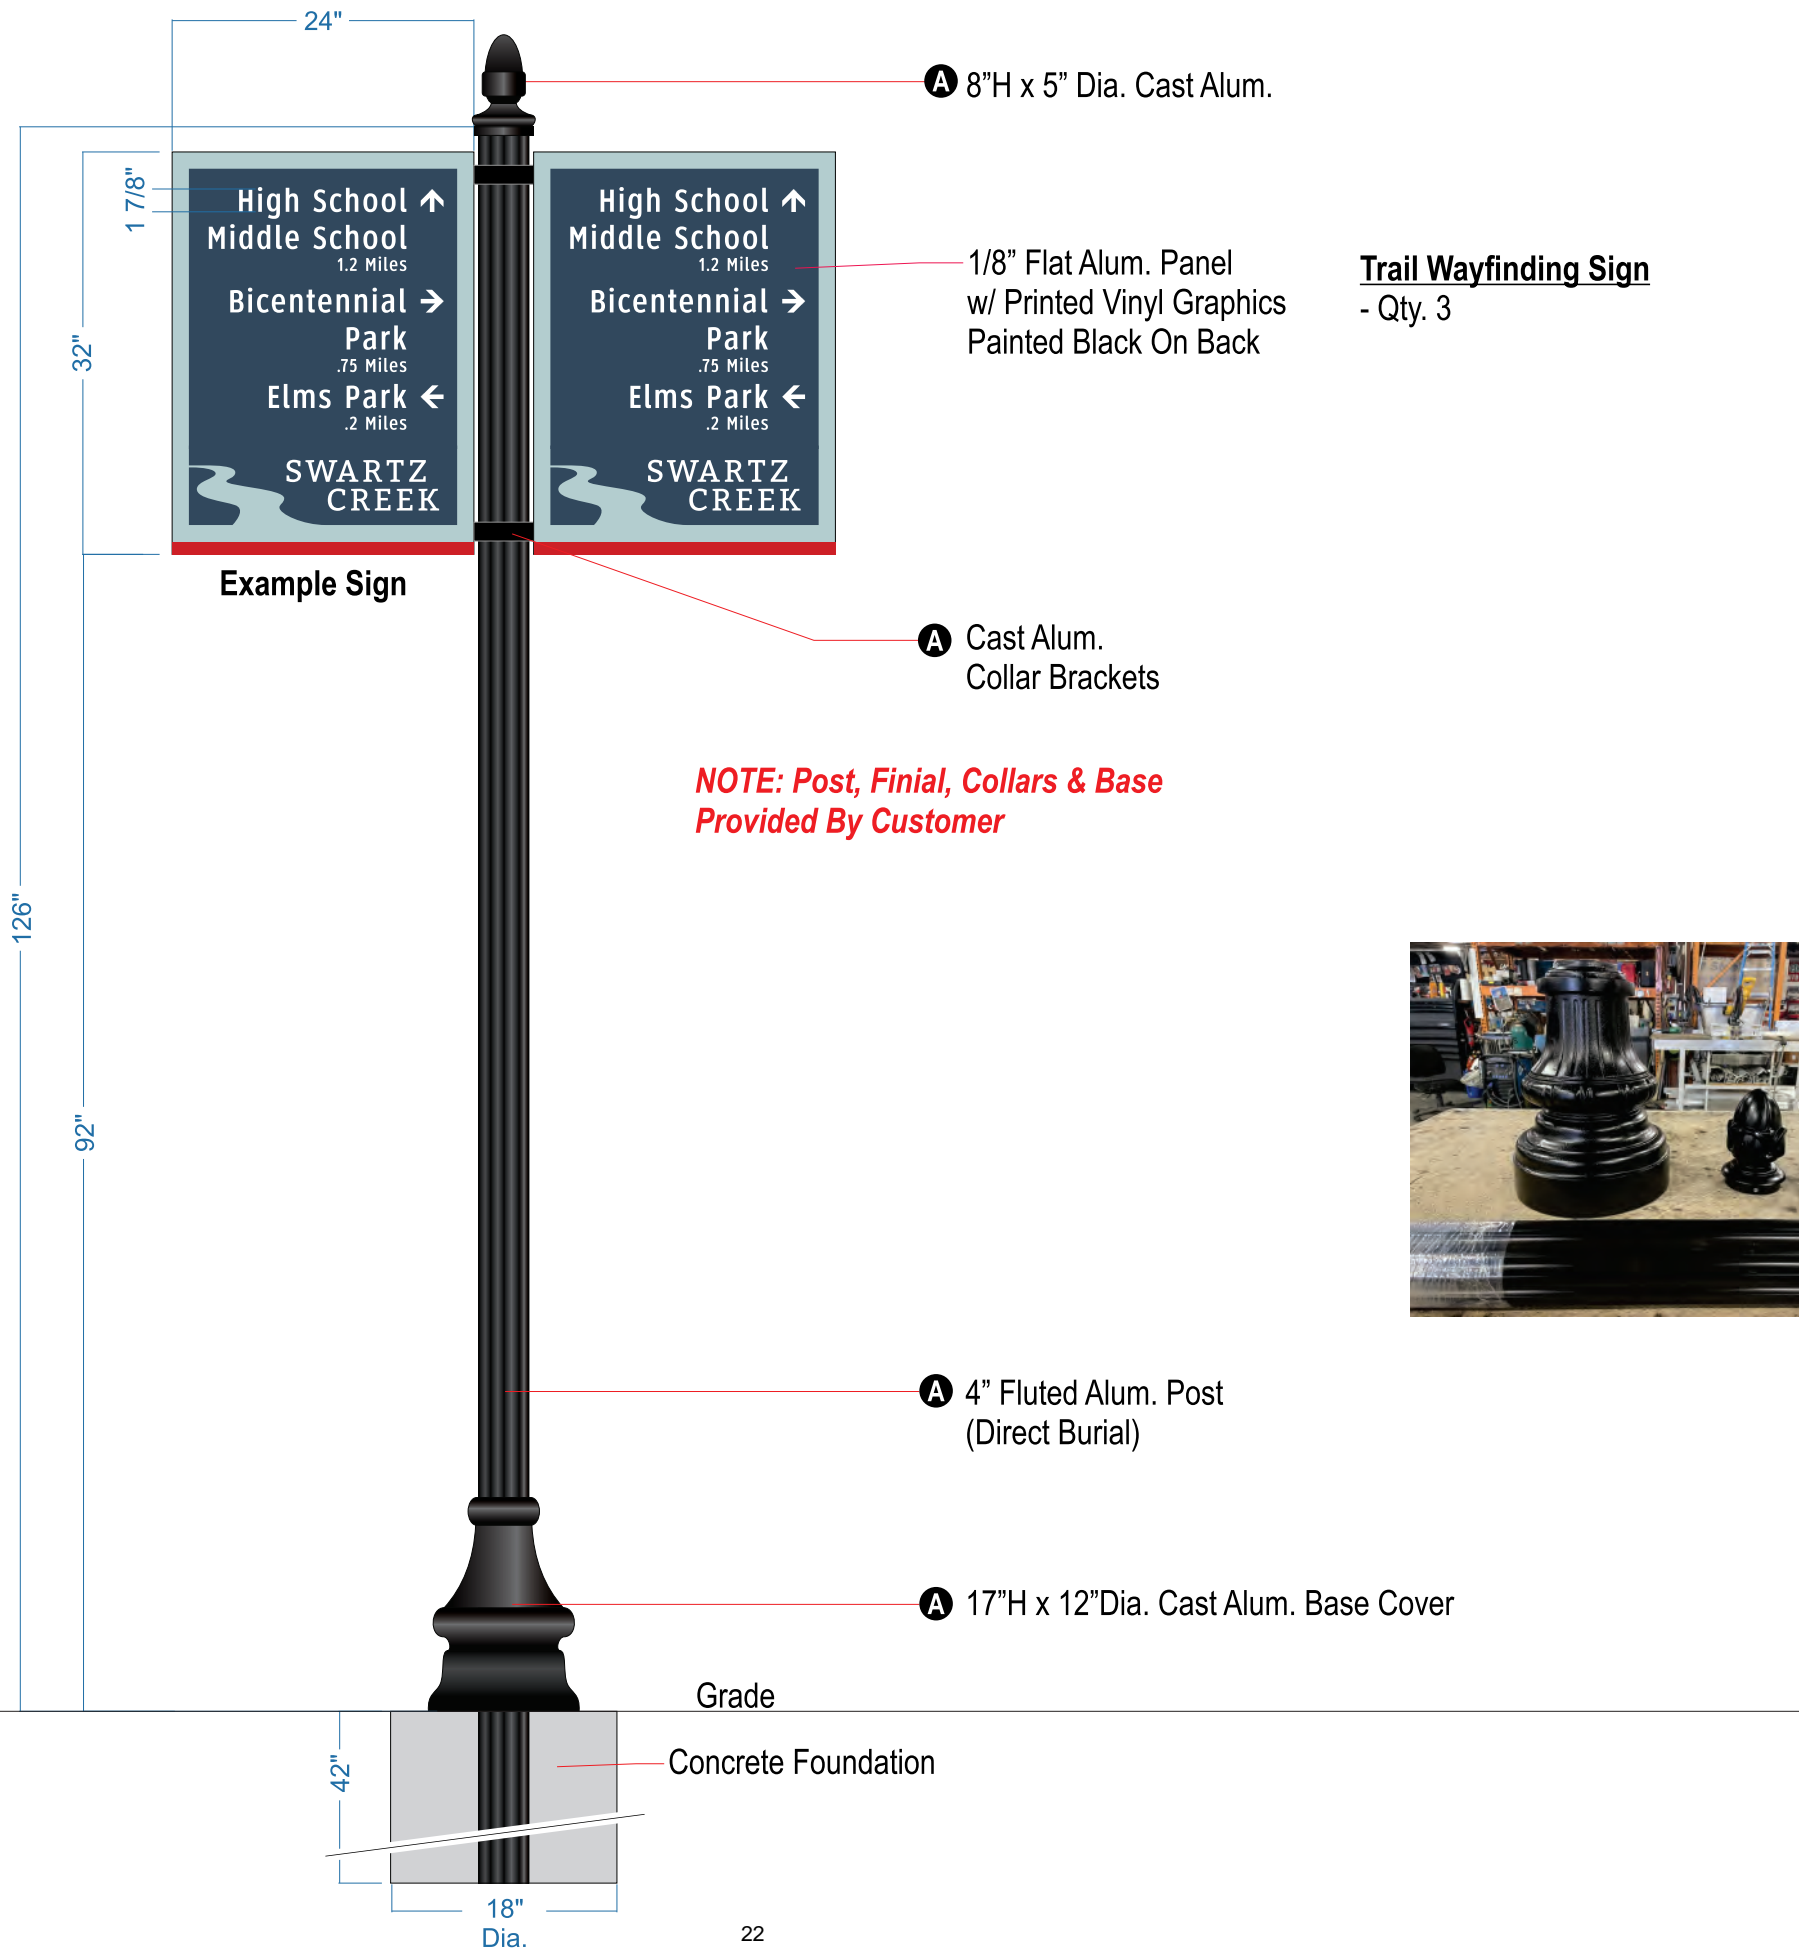 24"
A 8”H x 5” Dia. Cast Alum.
126"
32"
1 7/8"
High School ↑
Middle School
1.2 Miles
Bicentennial →
Park
.75 Miles
Elms Park ←
.2 Miles
SWARTZ
CREEK
High School ↑
Middle School
1.2 Miles
Bicentennial →
Park
.75 Miles
Elms Park ←
.2 Miles
SWARTZ
CREEK
1/8” Flat Alum. Panel
w/ Printed Vinyl Graphics
Painted Black On Back
Trail Wayfinding Sign
- Qty. 3
Example Sign
A Cast Alum.
Collar Brackets
NOTE: Post, Finial, Collars & Base
Provided By Customer
92"
A 4” Fluted Alum. Post
(Direct Burial)
A 17”H x 12”Dia. Cast Alum. Base Cover
Grade
42"
Concrete Foundation
18"
Dia.
22